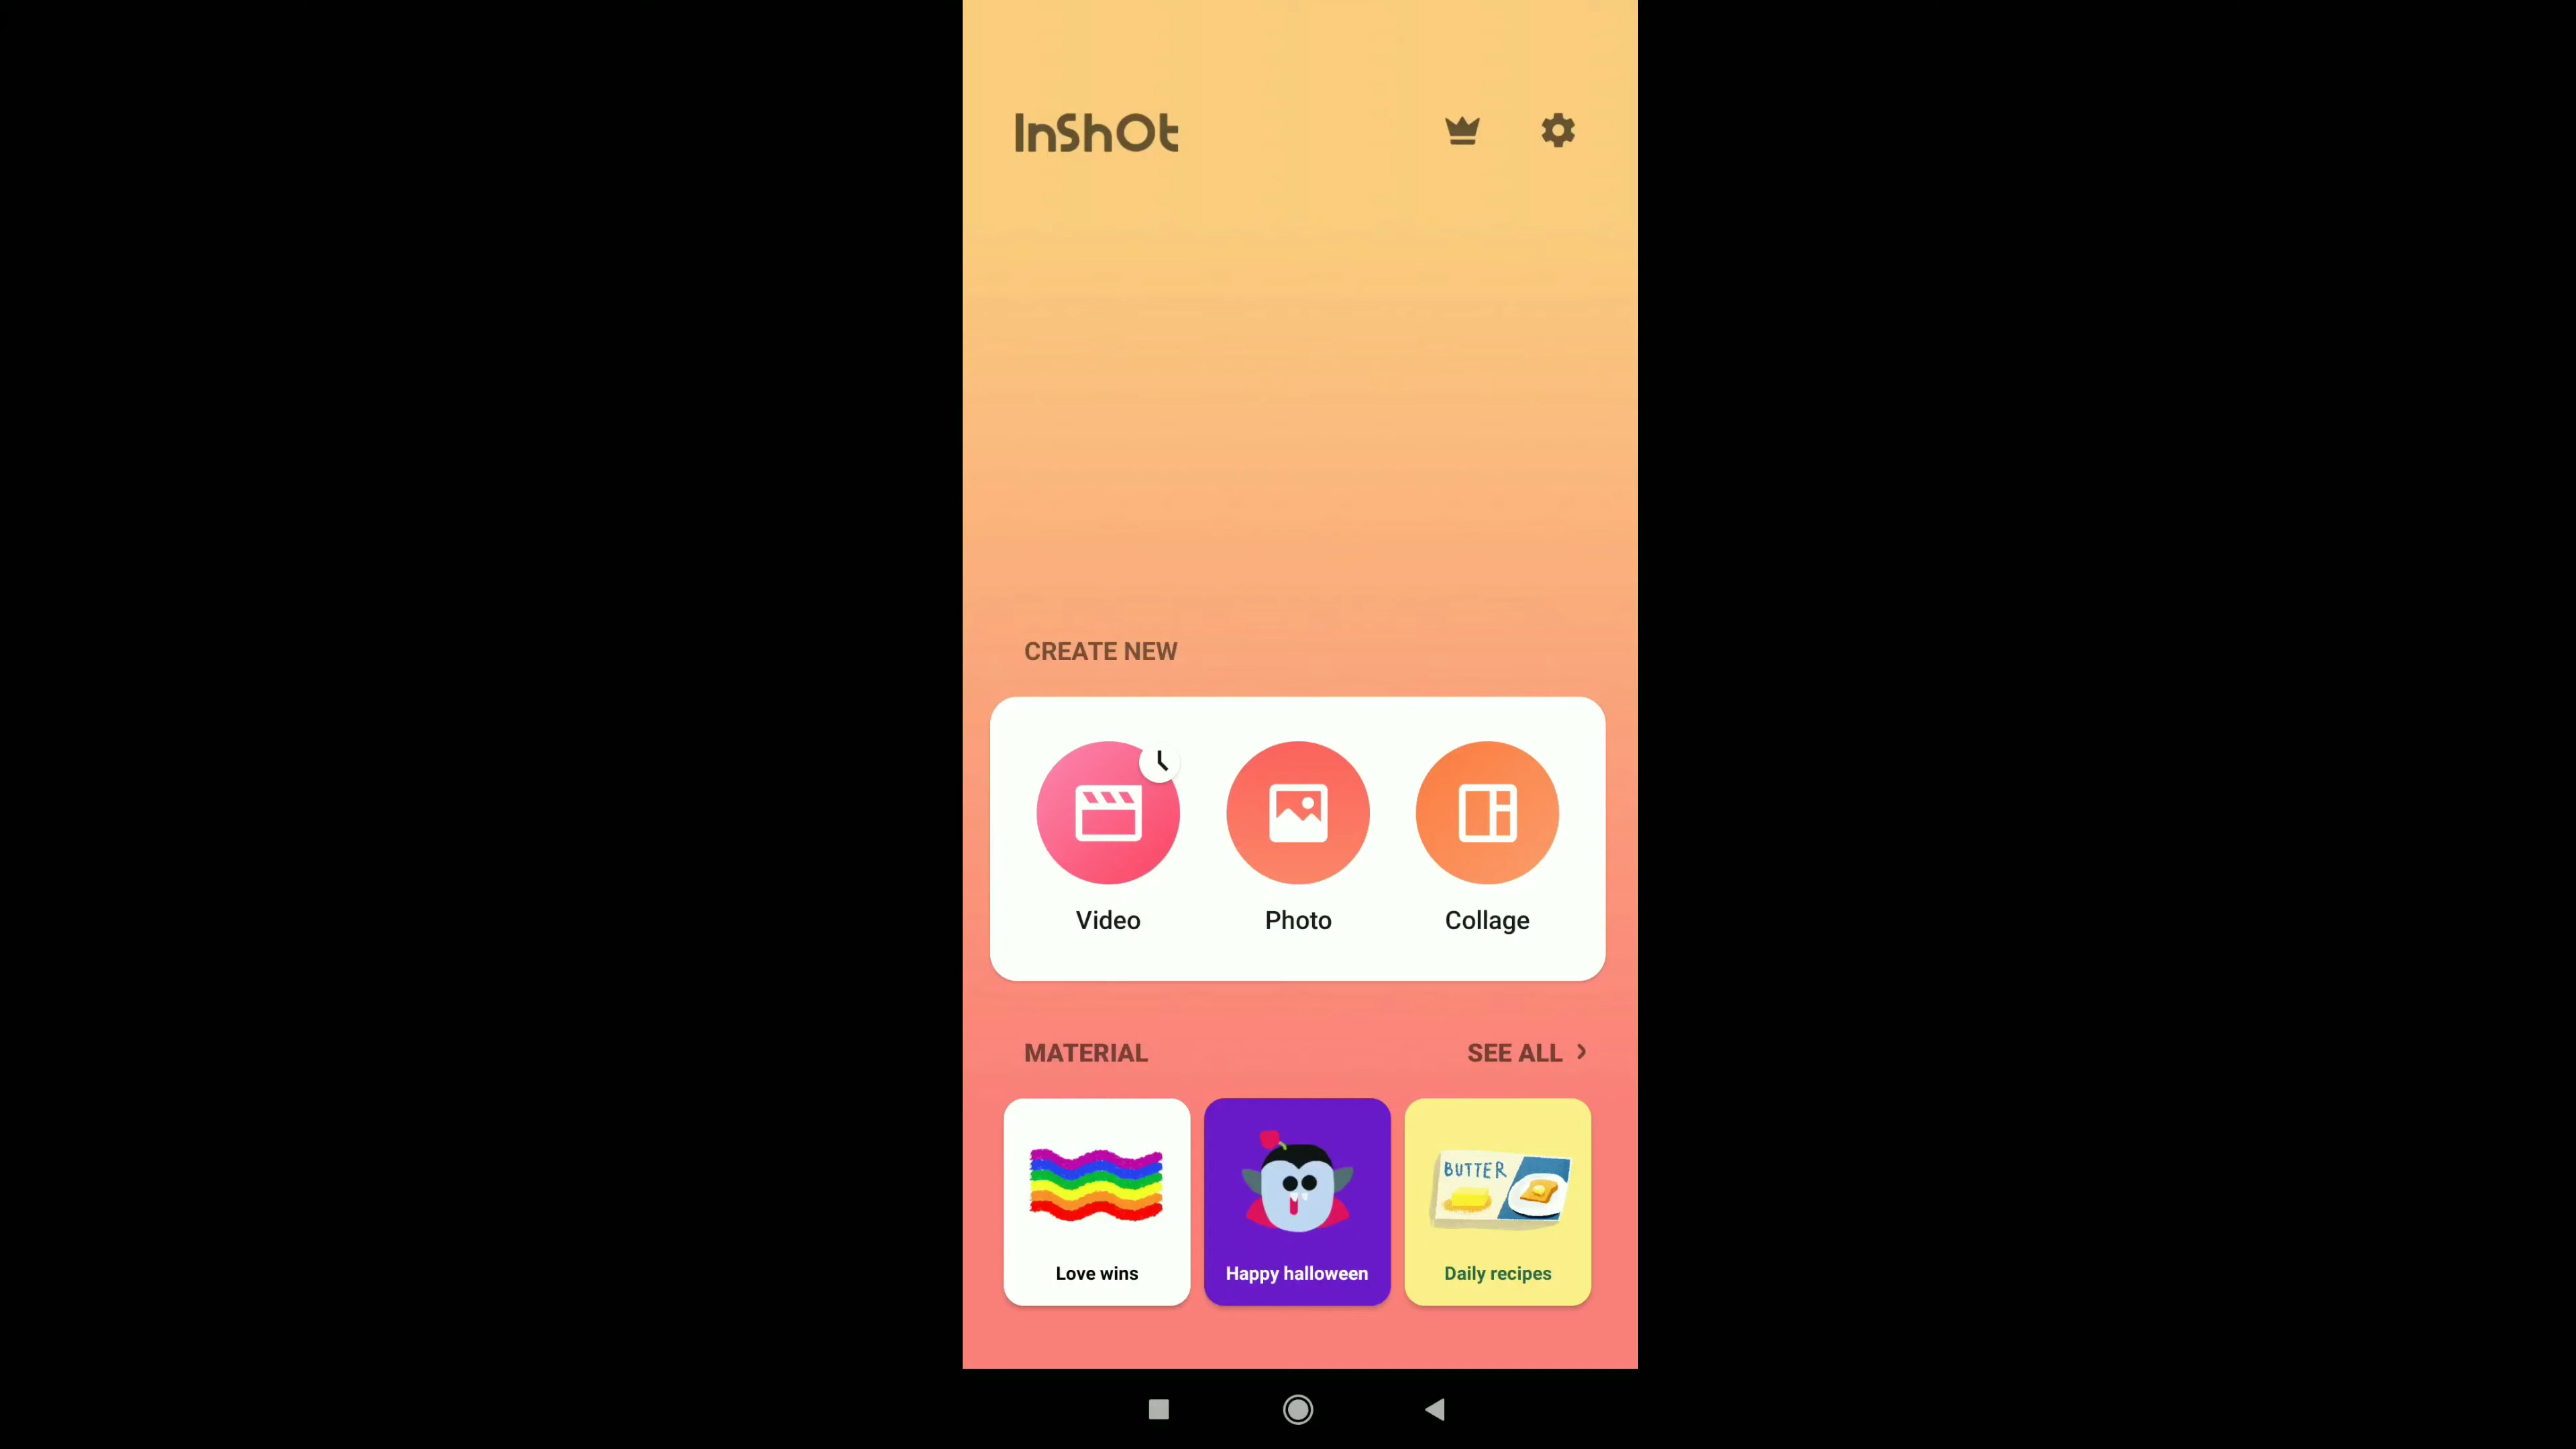 InShOt
CREATE NEW
Video
Photo
Collage
MATERIAL
SEE ALL
BUTTER
Love wins
Happy halloween
Daily recipes